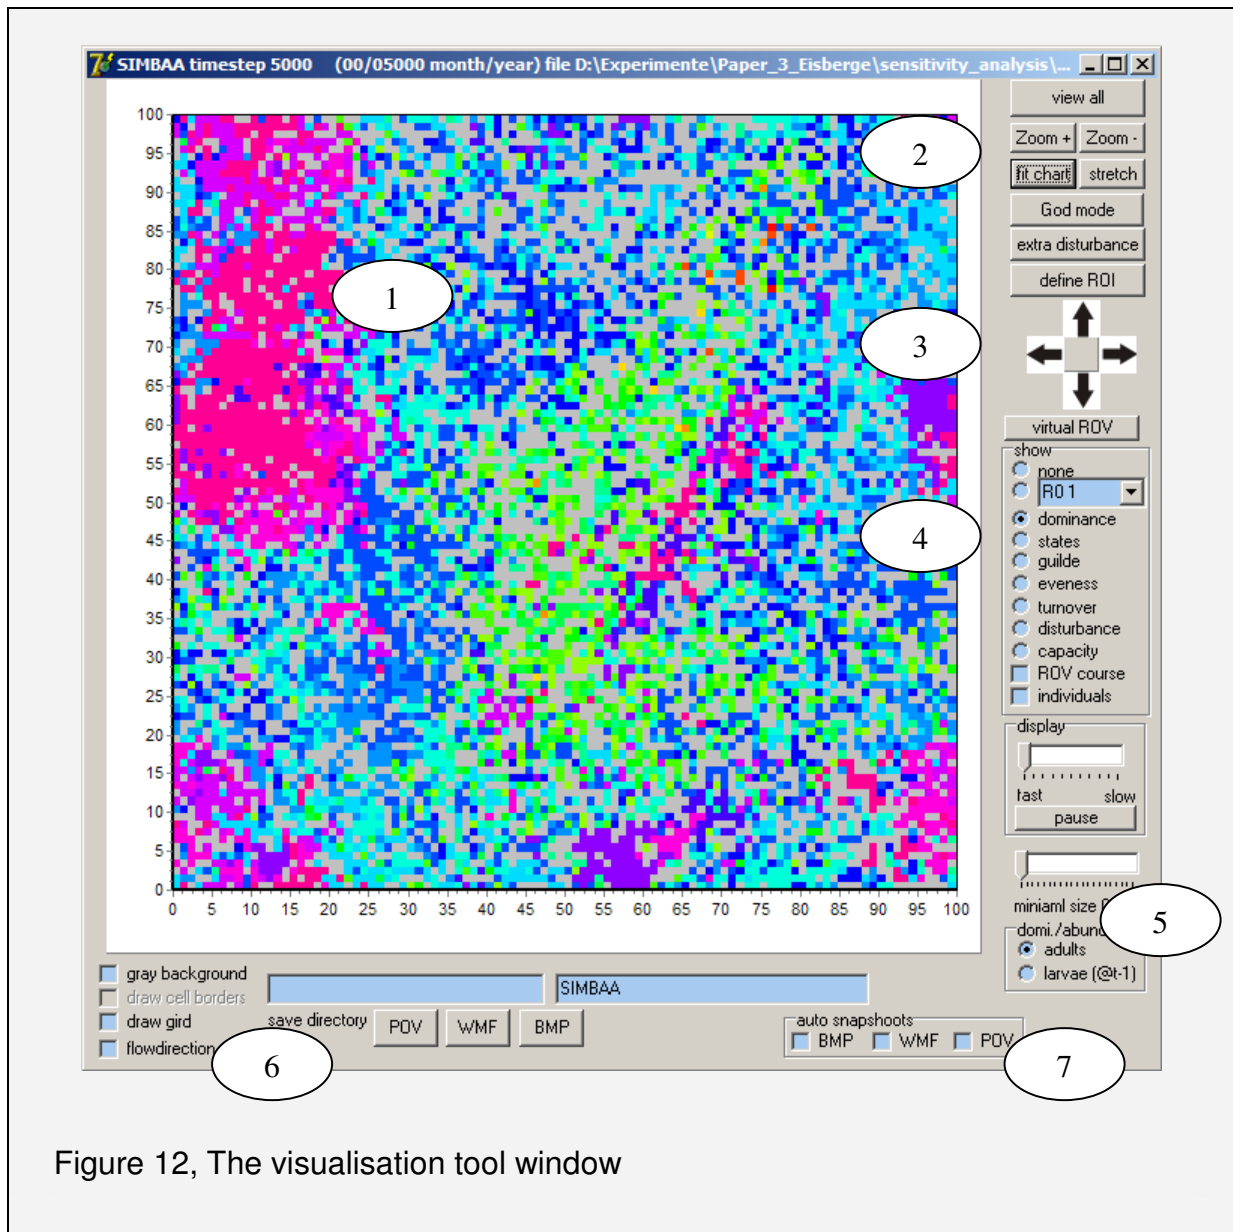 SIMBAA timestep 5000 (00/05000 month/year) file D:\Experimente\Paper_3_Eisberge\sensitivity_analysis\...
view all
Zoom + Zoom -
fit chart stretch
God mode
extra disturbance
define ROI
virtual ROV
show
none
R0 1
dominance
states
guilde
eveness
turnover
disturbance
capacity
ROV course
individuals
display
fast slow
pause
miniaml size
domi./abun
adults
larvae (@t-1)
100
95
90
85
80
75
70
65
60
55
50
45
40
35
30
25
20
15
10
5
0
0 5 10 15 20 25 30 35 40 45 50 55 60 65 70 75 80 85 90 95 100
1
2
3
4
5
gray background
draw cell borders
draw gird
flowdirection
SIMBAA
save directory POV WMF BMP
auto snapshoots
BMP WMF POV
6
7
Figure 12, The visualisation tool window